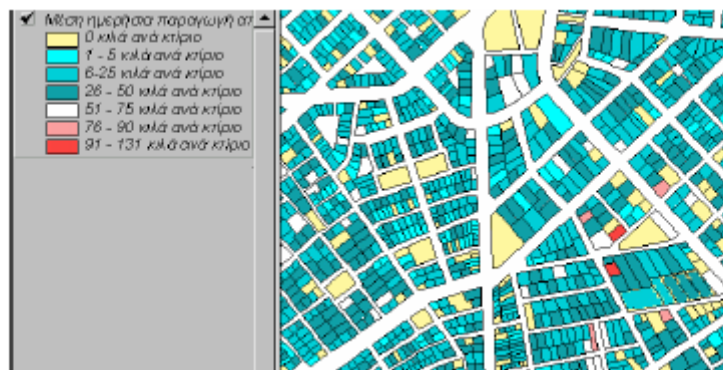 Μέση ημερήσια παραγωγή απ
0 κιλά ανά κτίριο
1 - 5 κιλά ανά κτίριο
6-25 κιλά ανά κτίριο
26 - 50 κιλά ανά κτίριο
51 - 75 κιλά ανά κτίριο
76 - 90 κιλά ανά κτίριο
91 - 131 κιλά ανά κτίριο